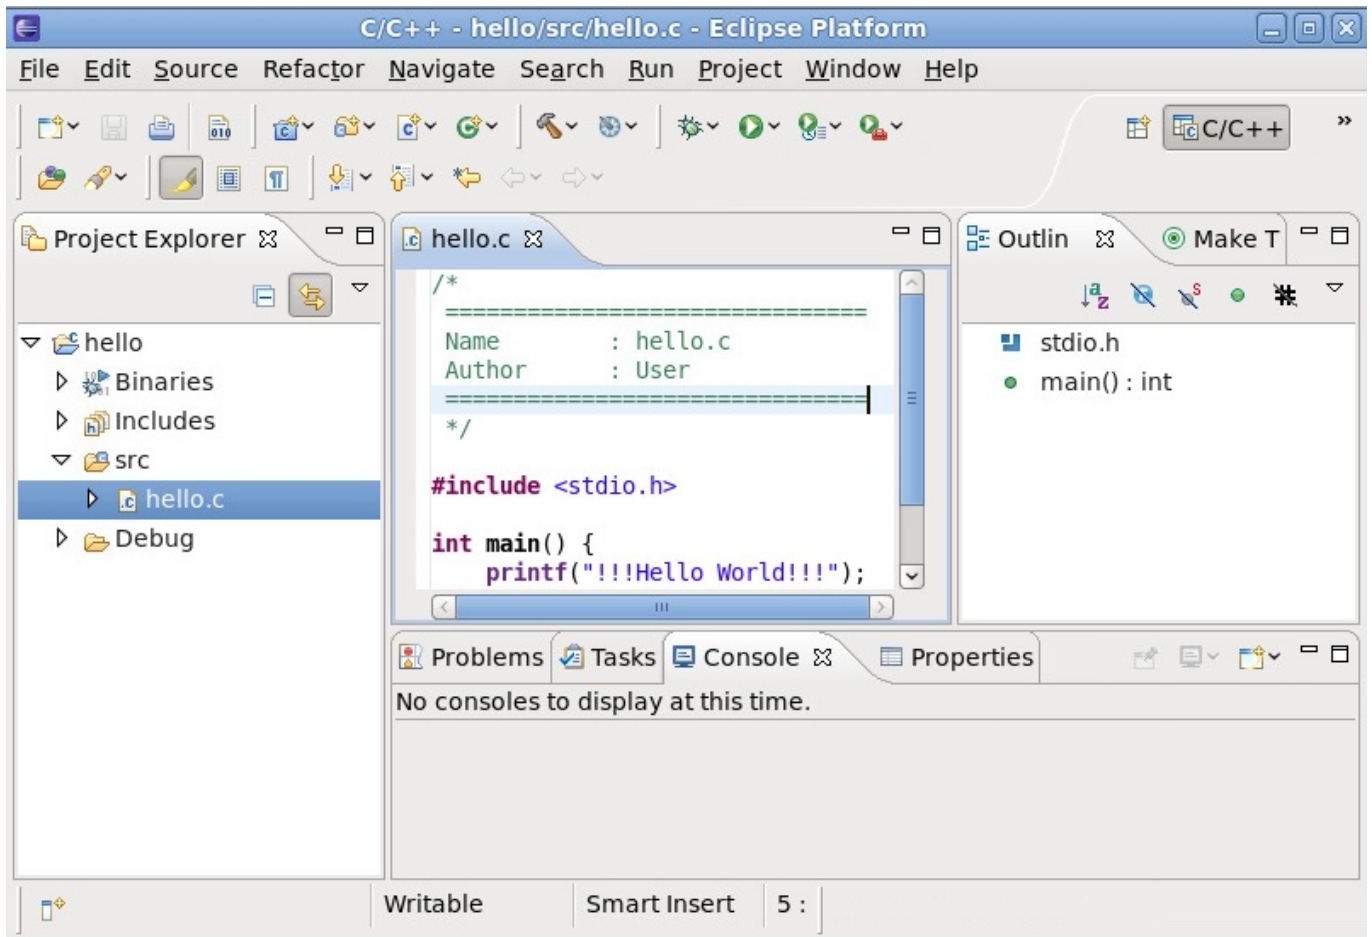 C/C++ - hello/src/hello.c - Eclipse Platform
File Edit Source Refactor Navigate Search Run Project Window Help
C/C++ »
Project Explorer
hello
Binaries
Includes
src
hello.c
Debug
hello.c
/*
===============================
Name        : hello.c
Author      : User
===============================
*/
#include <stdio.h>
int main() {
printf("!!!Hello World!!!");
Outlin Make T
stdio.h
main() : int
Problems Tasks Console Properties
No consoles to display at this time.
Writable Smart Insert 5 :